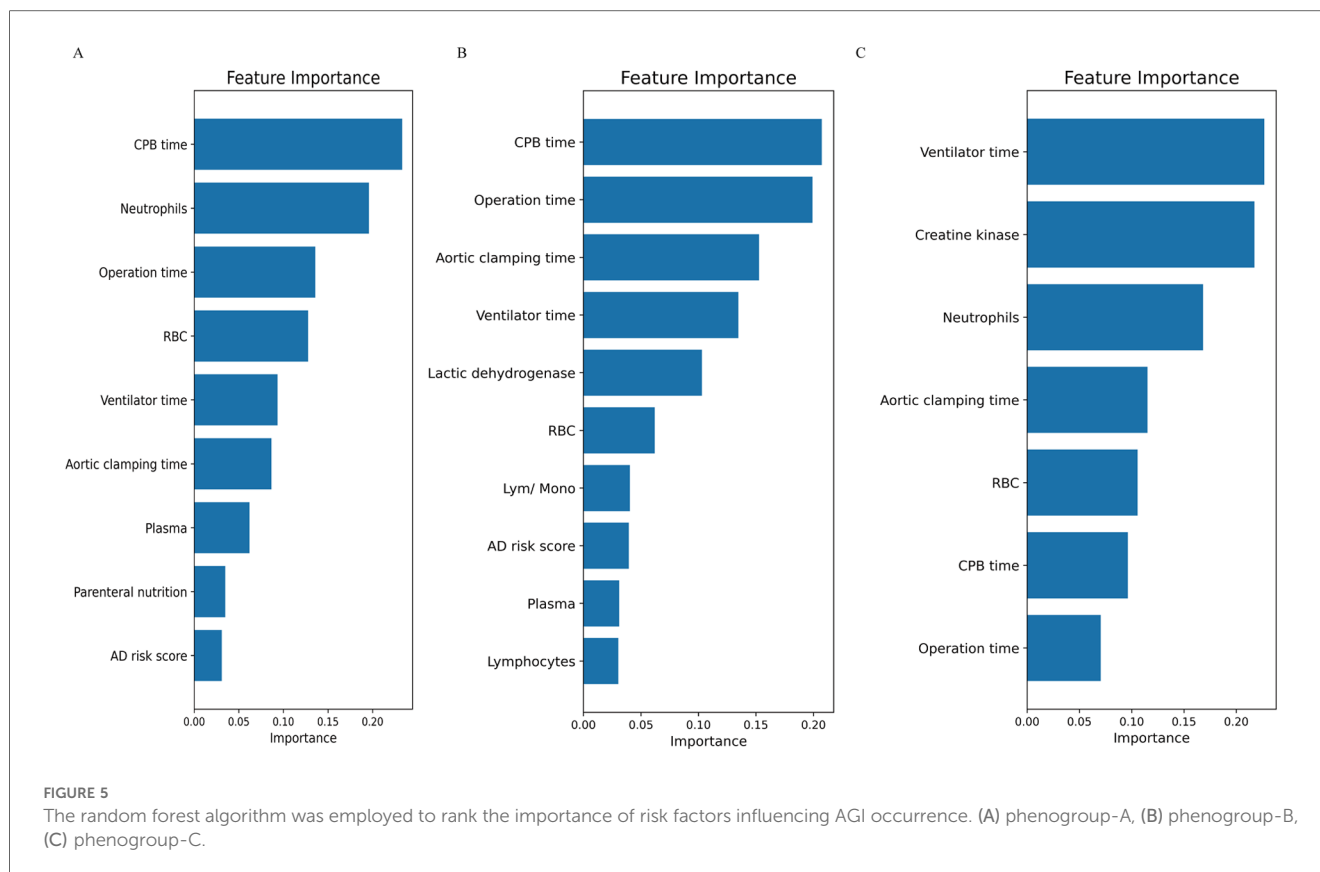 A
Feature Importance
CPB time
Neutrophils
Operation time
RBC
Ventilator time
Aortic clamping time
Plasma
Parenteral nutrition
AD risk score
0.00 0.05 0.10 0.15 0.20
Importance
B
Feature Importance
CPB time
Operation time
Aortic clamping time
Ventilator time
Lactic dehydrogenase
RBC
Lym/ Mono
AD risk score
Plasma
Lymphocytes
0.00 0.05 0.10 0.15 0.20
Importance
C
Feature Importance
Ventilator time
Creatine kinase
Neutrophils
Aortic clamping time
RBC
CPB time
Operation time
0.00 0.05 0.10 0.15 0.20
Importance
FIGURE 5
The random forest algorithm was employed to rank the importance of risk factors influencing AGI occurrence. (A) phenogroup-A, (B) phenogroup-B,
(C) phenogroup-C.